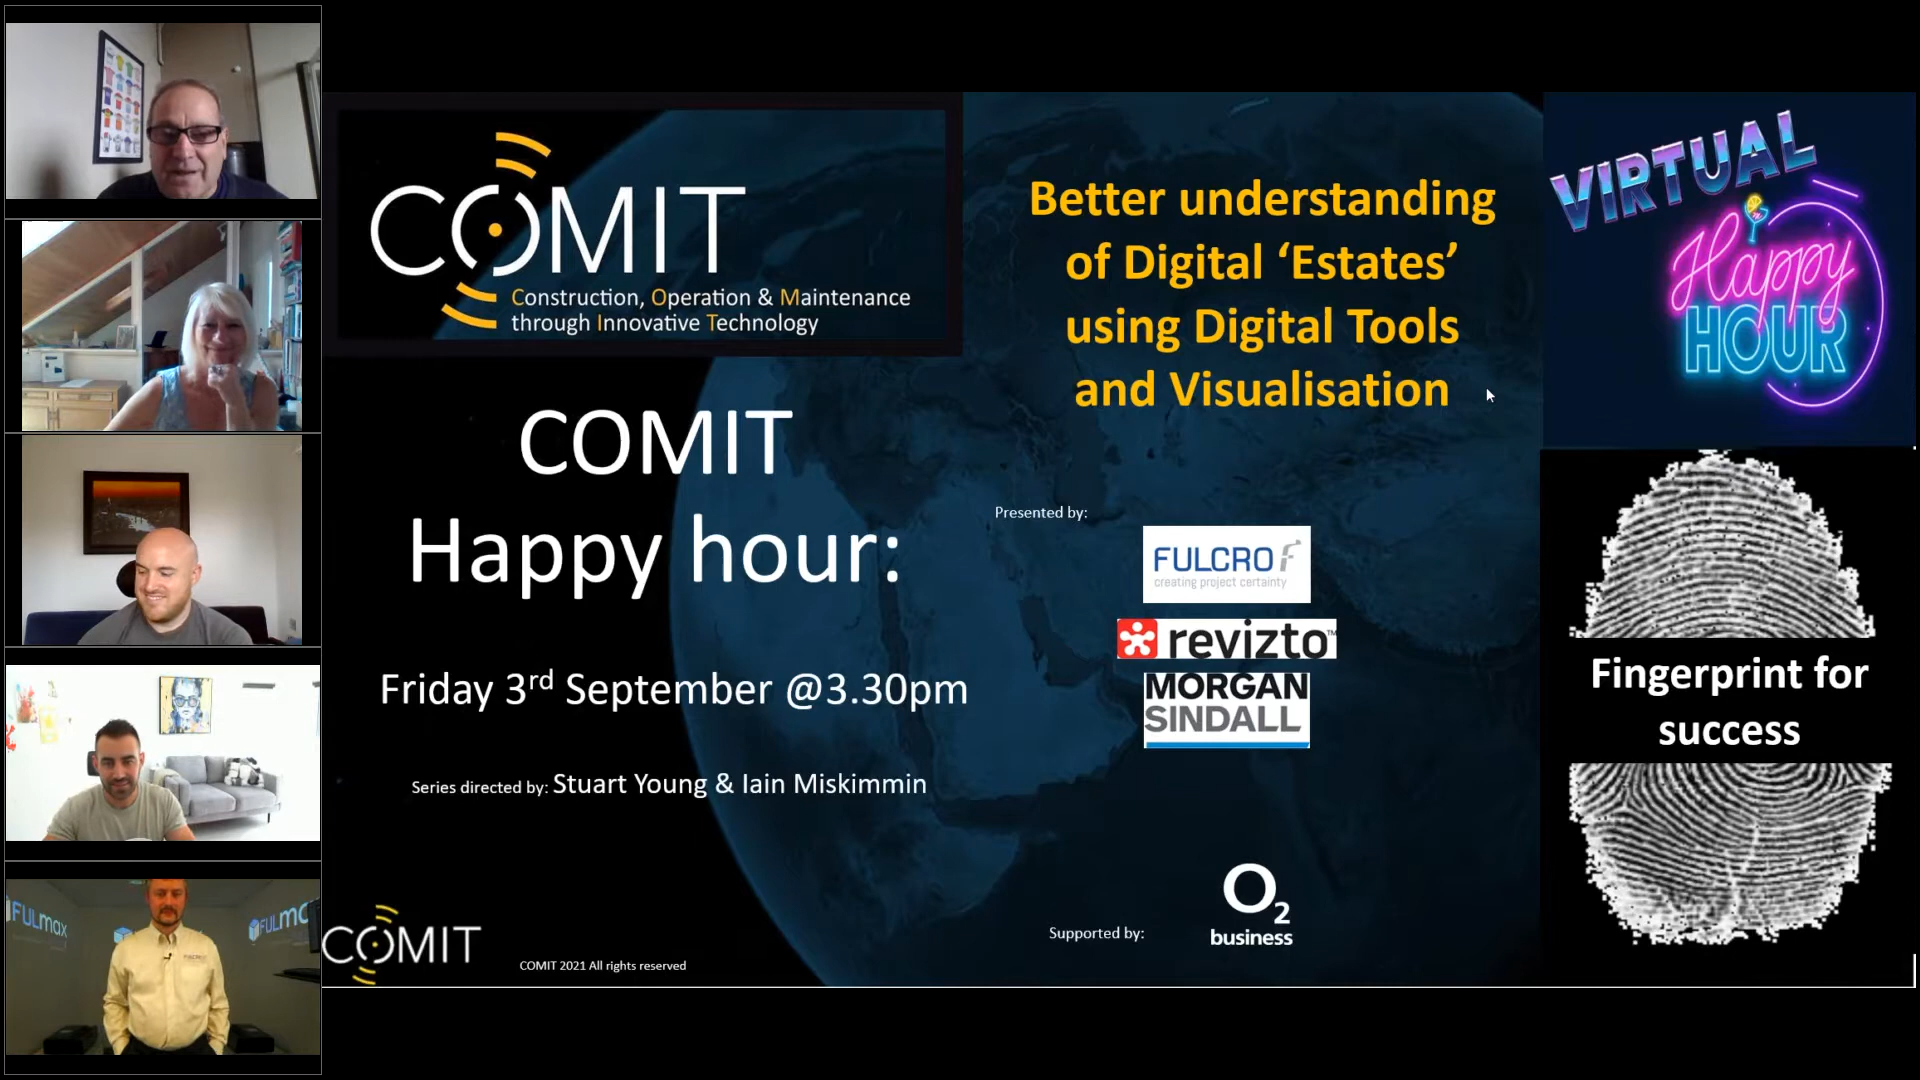 COMIT
Construction, Operation & Maintenance
through Innovative Technology
Better understanding
of Digital ‘Estates’
using Digital Tools
and Visualisation
VIRTUAL
Happy
HOUR
COMIT
Happy hour:
Friday 3rd September @3.30pm
Series directed by: Stuart Young & Iain Miskimmin
Presented by:
FULCRO
creating project certainty
revizto™
MORGAN
SINDALL
Fingerprint for
success
Supported by:
O2
business
COMIT
COMIT 2021 All rights reserved
FULmax